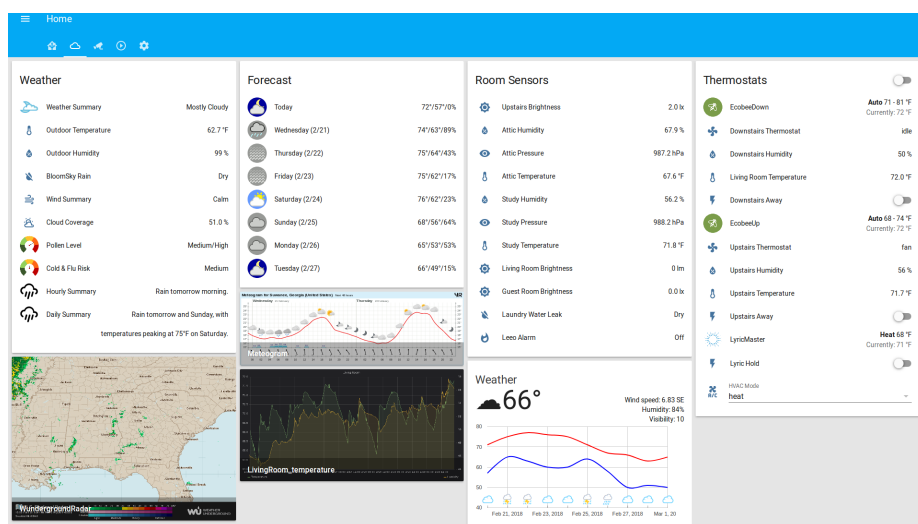 Home
Weather
Weather Summary Mostly Cloudy
Outdoor Temperature 62.7 °F
Outdoor Humidity 99 %
BloomSky Rain Dry
Wind Summary Calm
Cloud Coverage 51.0 %
Pollen Level Medium/High
Cold & Flu Risk Medium
Hourly Summary Rain tomorrow morning.
Daily Summary Rain tomorrow and Sunday, with
temperatures peaking at 75°F on Saturday.
WundergroundRadar
Forecast
Today 72°/57°/0%
Wednesday (2/21) 74°/63°/89%
Thursday (2/22) 75°/64°/43%
Friday (2/23) 75°/62°/17%
Saturday (2/24) 76°/62°/23%
Sunday (2/25) 68°/56°/64%
Monday (2/26) 65°/53°/53%
Tuesday (2/27) 66°/49°/15%
Meteogram
LivingRoom_temperature
Room Sensors
Upstairs Brightness 2.0 lx
Attic Humidity 67.9 %
Attic Pressure 987.2 hPa
Attic Temperature 67.6 °F
Study Humidity 56.2 %
Study Pressure 988.2 hPa
Study Temperature 71.8 °F
Living Room Brightness 0 lm
Guest Room Brightness 0.0 lx
Laundry Water Leak Dry
Leeo Alarm Off
Weather
66°
Wind speed: 6.83 SE
Humidity: 84%
Visibility: 10
80
70
60
50
40
Feb 21, 2018 Feb 23, 2018 Feb 25, 2018 Feb 27, 2018 Mar 1, 20
Thermostats
EcobeeDown Auto 71 - 81 °F
Currently: 72 °F
Downstairs Thermostat idle
Downstairs Humidity 50 %
Living Room Temperature 72.0 °F
Downstairs Away
EcobeeUp Auto 68 - 74 °F
Currently: 72 °F
Upstairs Thermostat fan
Upstairs Humidity 56 %
Upstairs Temperature 71.7 °F
Upstairs Away
LyricMaster Heat 68 °F
Currently: 71 °F
Lyric Hold
HVAC Mode
A/C heat